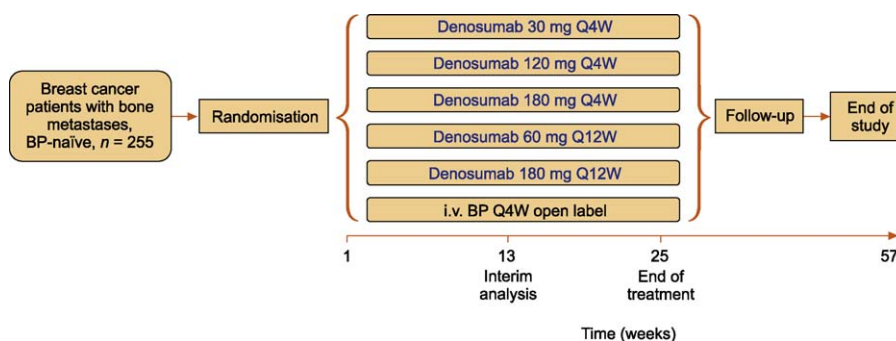 Breast cancer
patients with bone
metastases,
BP-naïve, n = 255
Randomisation
Denosumab 30 mg Q4W
Denosumab 120 mg Q4W
Denosumab 180 mg Q4W
Denosumab 60 mg Q12W
Denosumab 180 mg Q12W
i.v. BP Q4W open label
Follow-up
End of
study
1
13
25
57
Interim
analysis
End of
treatment
Time (weeks)